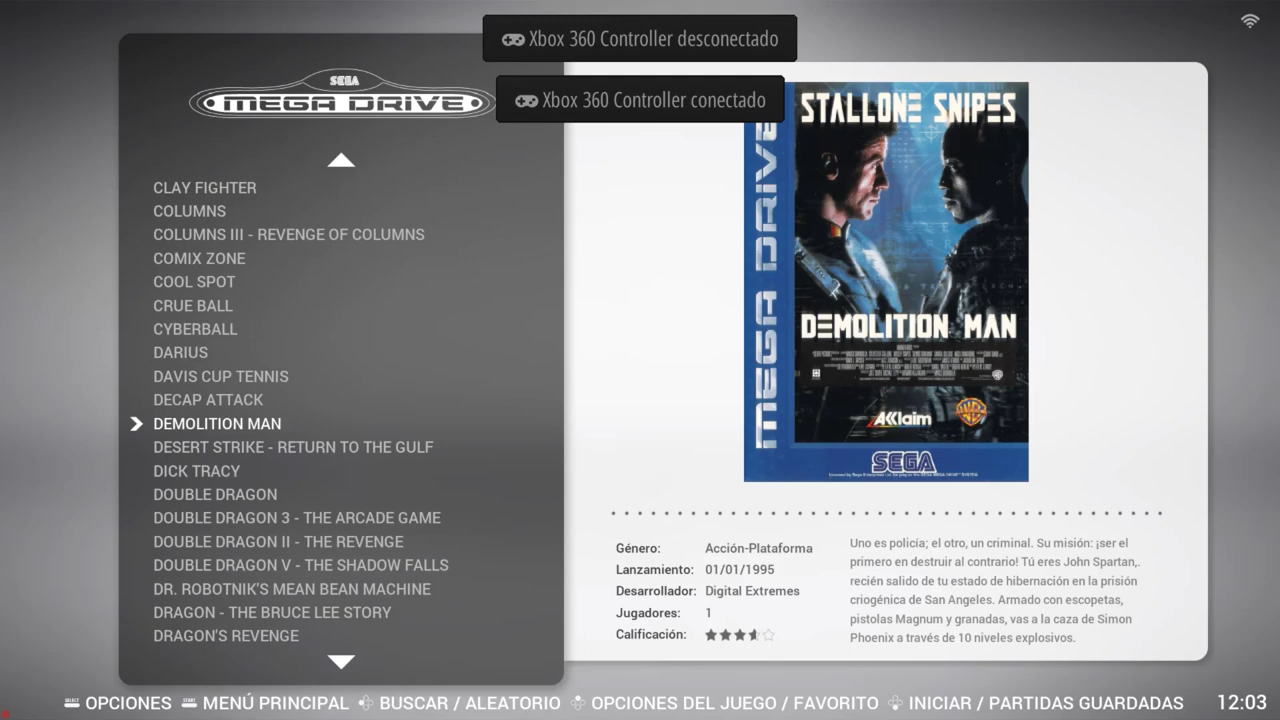 Xbox 360 Controller desconectado
Xbox 360 Controller conectado
SEGA
MEGA DRIVE
CLAY FIGHTER
COLUMNS
COLUMNS III - REVENGE OF COLUMNS
COMIX ZONE
COOL SPOT
CRUE BALL
CYBERBALL
DARIUS
DAVIS CUP TENNIS
DECAP ATTACK
DEMOLITION MAN
DESERT STRIKE - RETURN TO THE GULF
DICK TRACY
DOUBLE DRAGON
DOUBLE DRAGON 3 - THE ARCADE GAME
DOUBLE DRAGON II - THE REVENGE
DOUBLE DRAGON V - THE SHADOW FALLS
DR. ROBOTNIK'S MEAN BEAN MACHINE
DRAGON - THE BRUCE LEE STORY
DRAGON'S REVENGE
MEGA DRIVE
STALLONE SNIPES
DEMOLITION MAN
AKklaim
SEGA
Género: Acción-Plataforma
Lanzamiento: 01/01/1995
Desarrollador: Digital Extremes
Jugadores: 1
Calificación:
Uno es policía; el otro, un criminal. Su misión: ¡ser el
primero en destruir al contrario! Tú eres John Spartan,.
recién salido de tu estado de hibernación en la prisión
criogénica de San Angeles. Armado con escopetas,
pistolas Magnum y granadas, vas a la caza de Simon
Phoenix a través de 10 niveles explosivos.
SELECT OPCIONES START MENÚ PRINCIPAL BUSCAR / ALEATORIO OPCIONES DEL JUEGO / FAVORITO INICIAR / PARTIDAS GUARDADAS 12:03